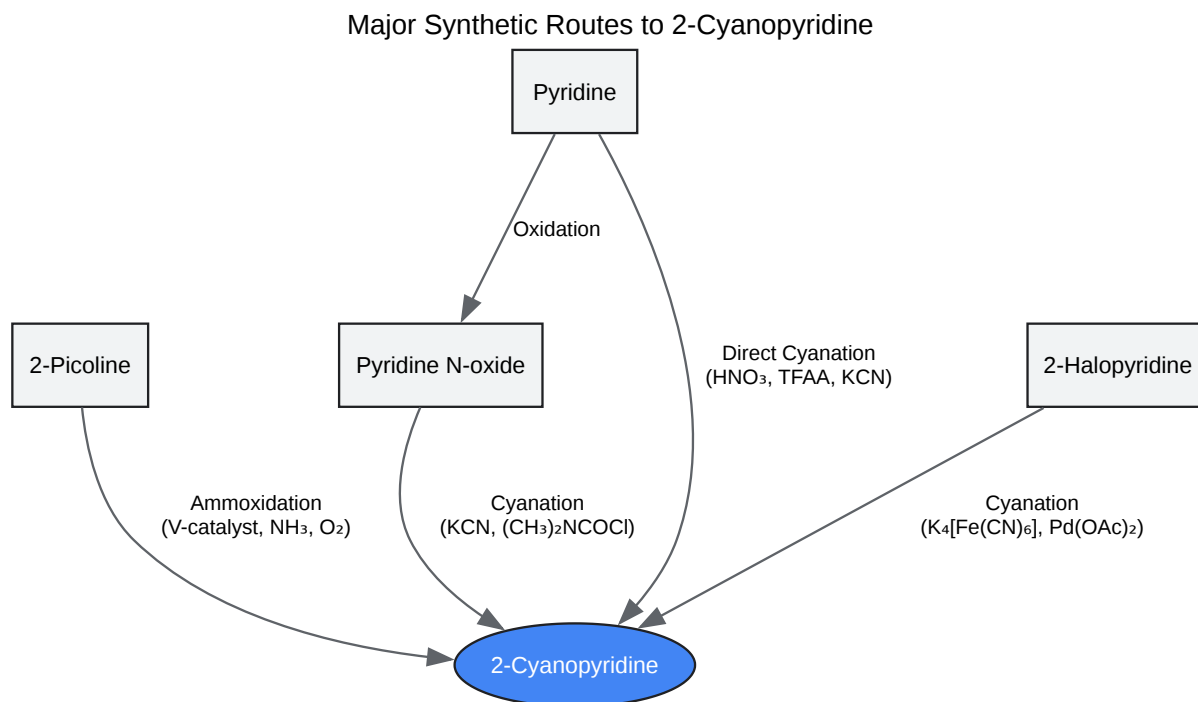 Major Synthetic Routes to 2-Cyanopyridine
Pyridine
Oxidation
2-Picoline
Pyridine N-oxide
Direct Cyanation
(HNO₃, TFAA, KCN)
2-Halopyridine
Ammoxidation
(V-catalyst, NH₃, O₂)
Cyanation
(KCN, (CH₃)₂NCOCl)
Cyanation
(K₄[Fe(CN)₆], Pd(OAc)₂)
2-Cyanopyridine